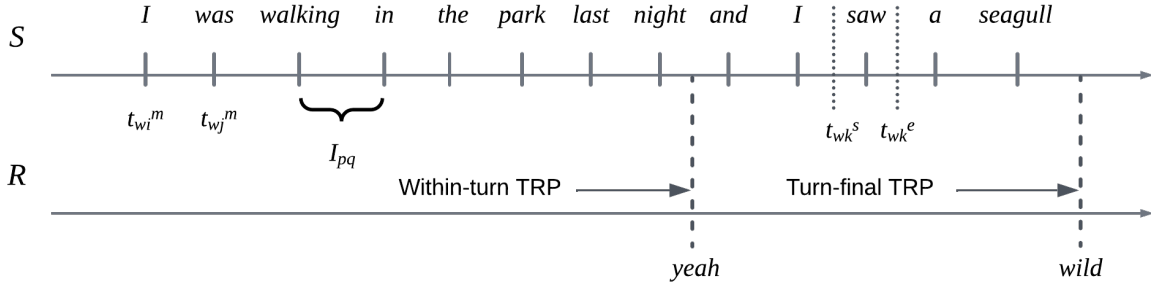 I was walking in the park last night and I saw a seagull
S
t_wi^m t_wj^m t_wk^s t_wk^e
I_pq
R
Within-turn TRP Turn-final TRP
yeah wild